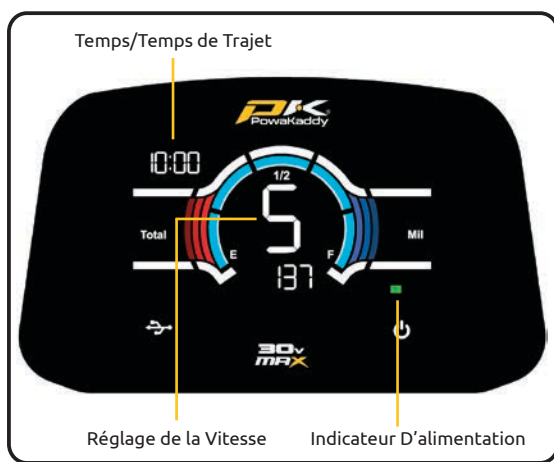 Temps/Temps de Trajet
PK
PowaKaddy
10:00
1/2
5
Total
Mil
E
F
137
30v
MAX
Réglage de la Vitesse
Indicateur D'alimentation